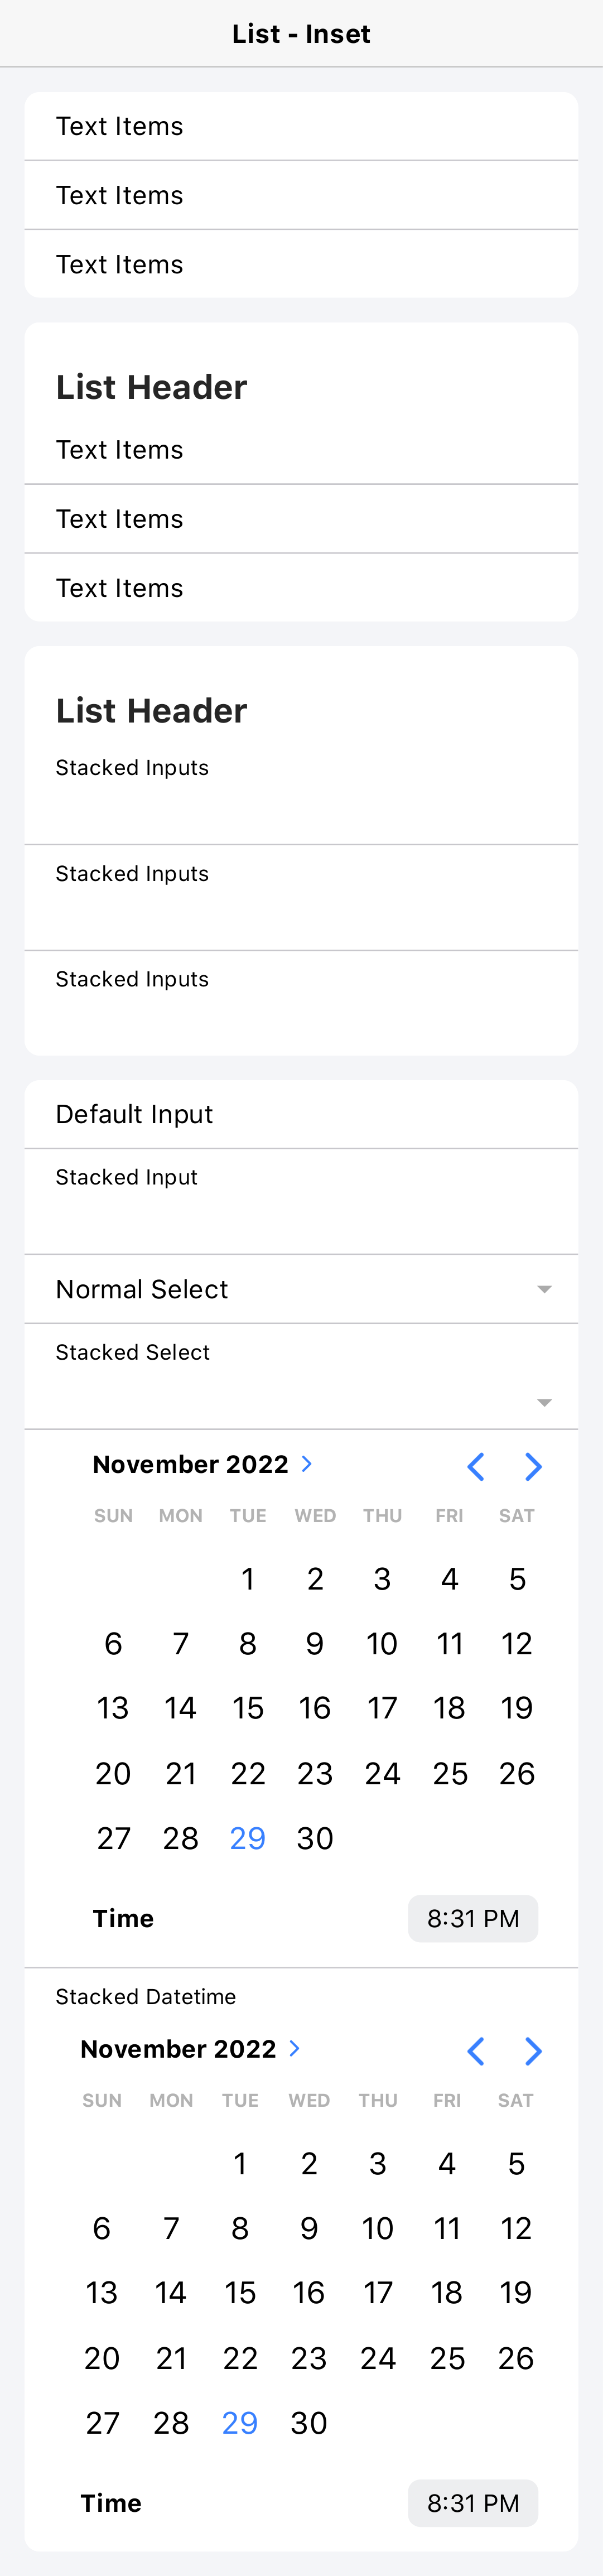 List - Inset
Text Items
Text Items
Text Items
List Header
Text Items
Text Items
Text Items
List Header
Stacked Inputs
Stacked Inputs
Stacked Inputs
Default Input
Stacked Input
Normal Select
Stacked Select
November 2022
SUN MON TUE WED THU FRI SAT
1 2 3 4 5
6 7 8 9 10 11 12
13 14 15 16 17 18 19
20 21 22 23 24 25 26
27 28 29 30
Time 8:31 PM
Stacked Datetime
November 2022
SUN MON TUE WED THU FRI SAT
1 2 3 4 5
6 7 8 9 10 11 12
13 14 15 16 17 18 19
20 21 22 23 24 25 26
27 28 29 30
Time 8:31 PM